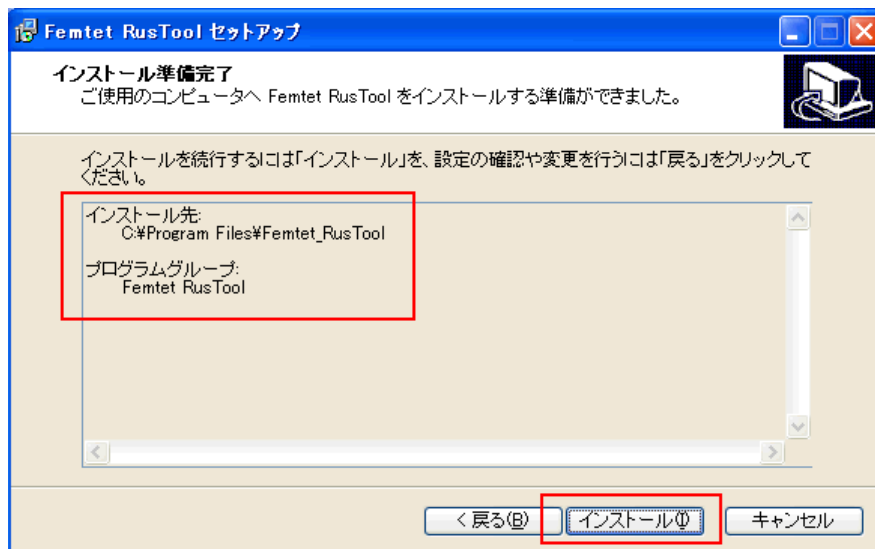 Femtet RusTool セットアップ
インストール準備完了
ご使用のコンピュータへ Femtet RusTool をインストールする準備ができました。
インストールを続行するには「インストール」を、設定の確認や変更を行うには「戻る」をクリックして
ください。
インストール先:
C:¥Program Files¥Femtet_RusTool
プログラムグループ:
Femtet RusTool
< 戻る(B)
インストール(I)
キャンセル